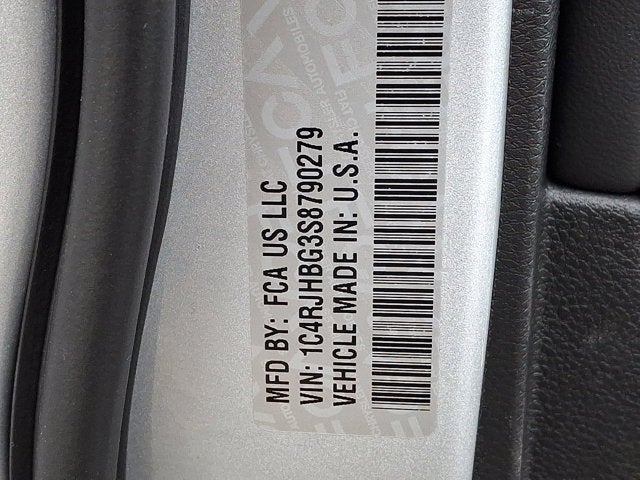 MFD BY: FCA US LLC
VIN: 1C4RJHBG3S8790279
VEHICLE MADE IN: U.S.A.